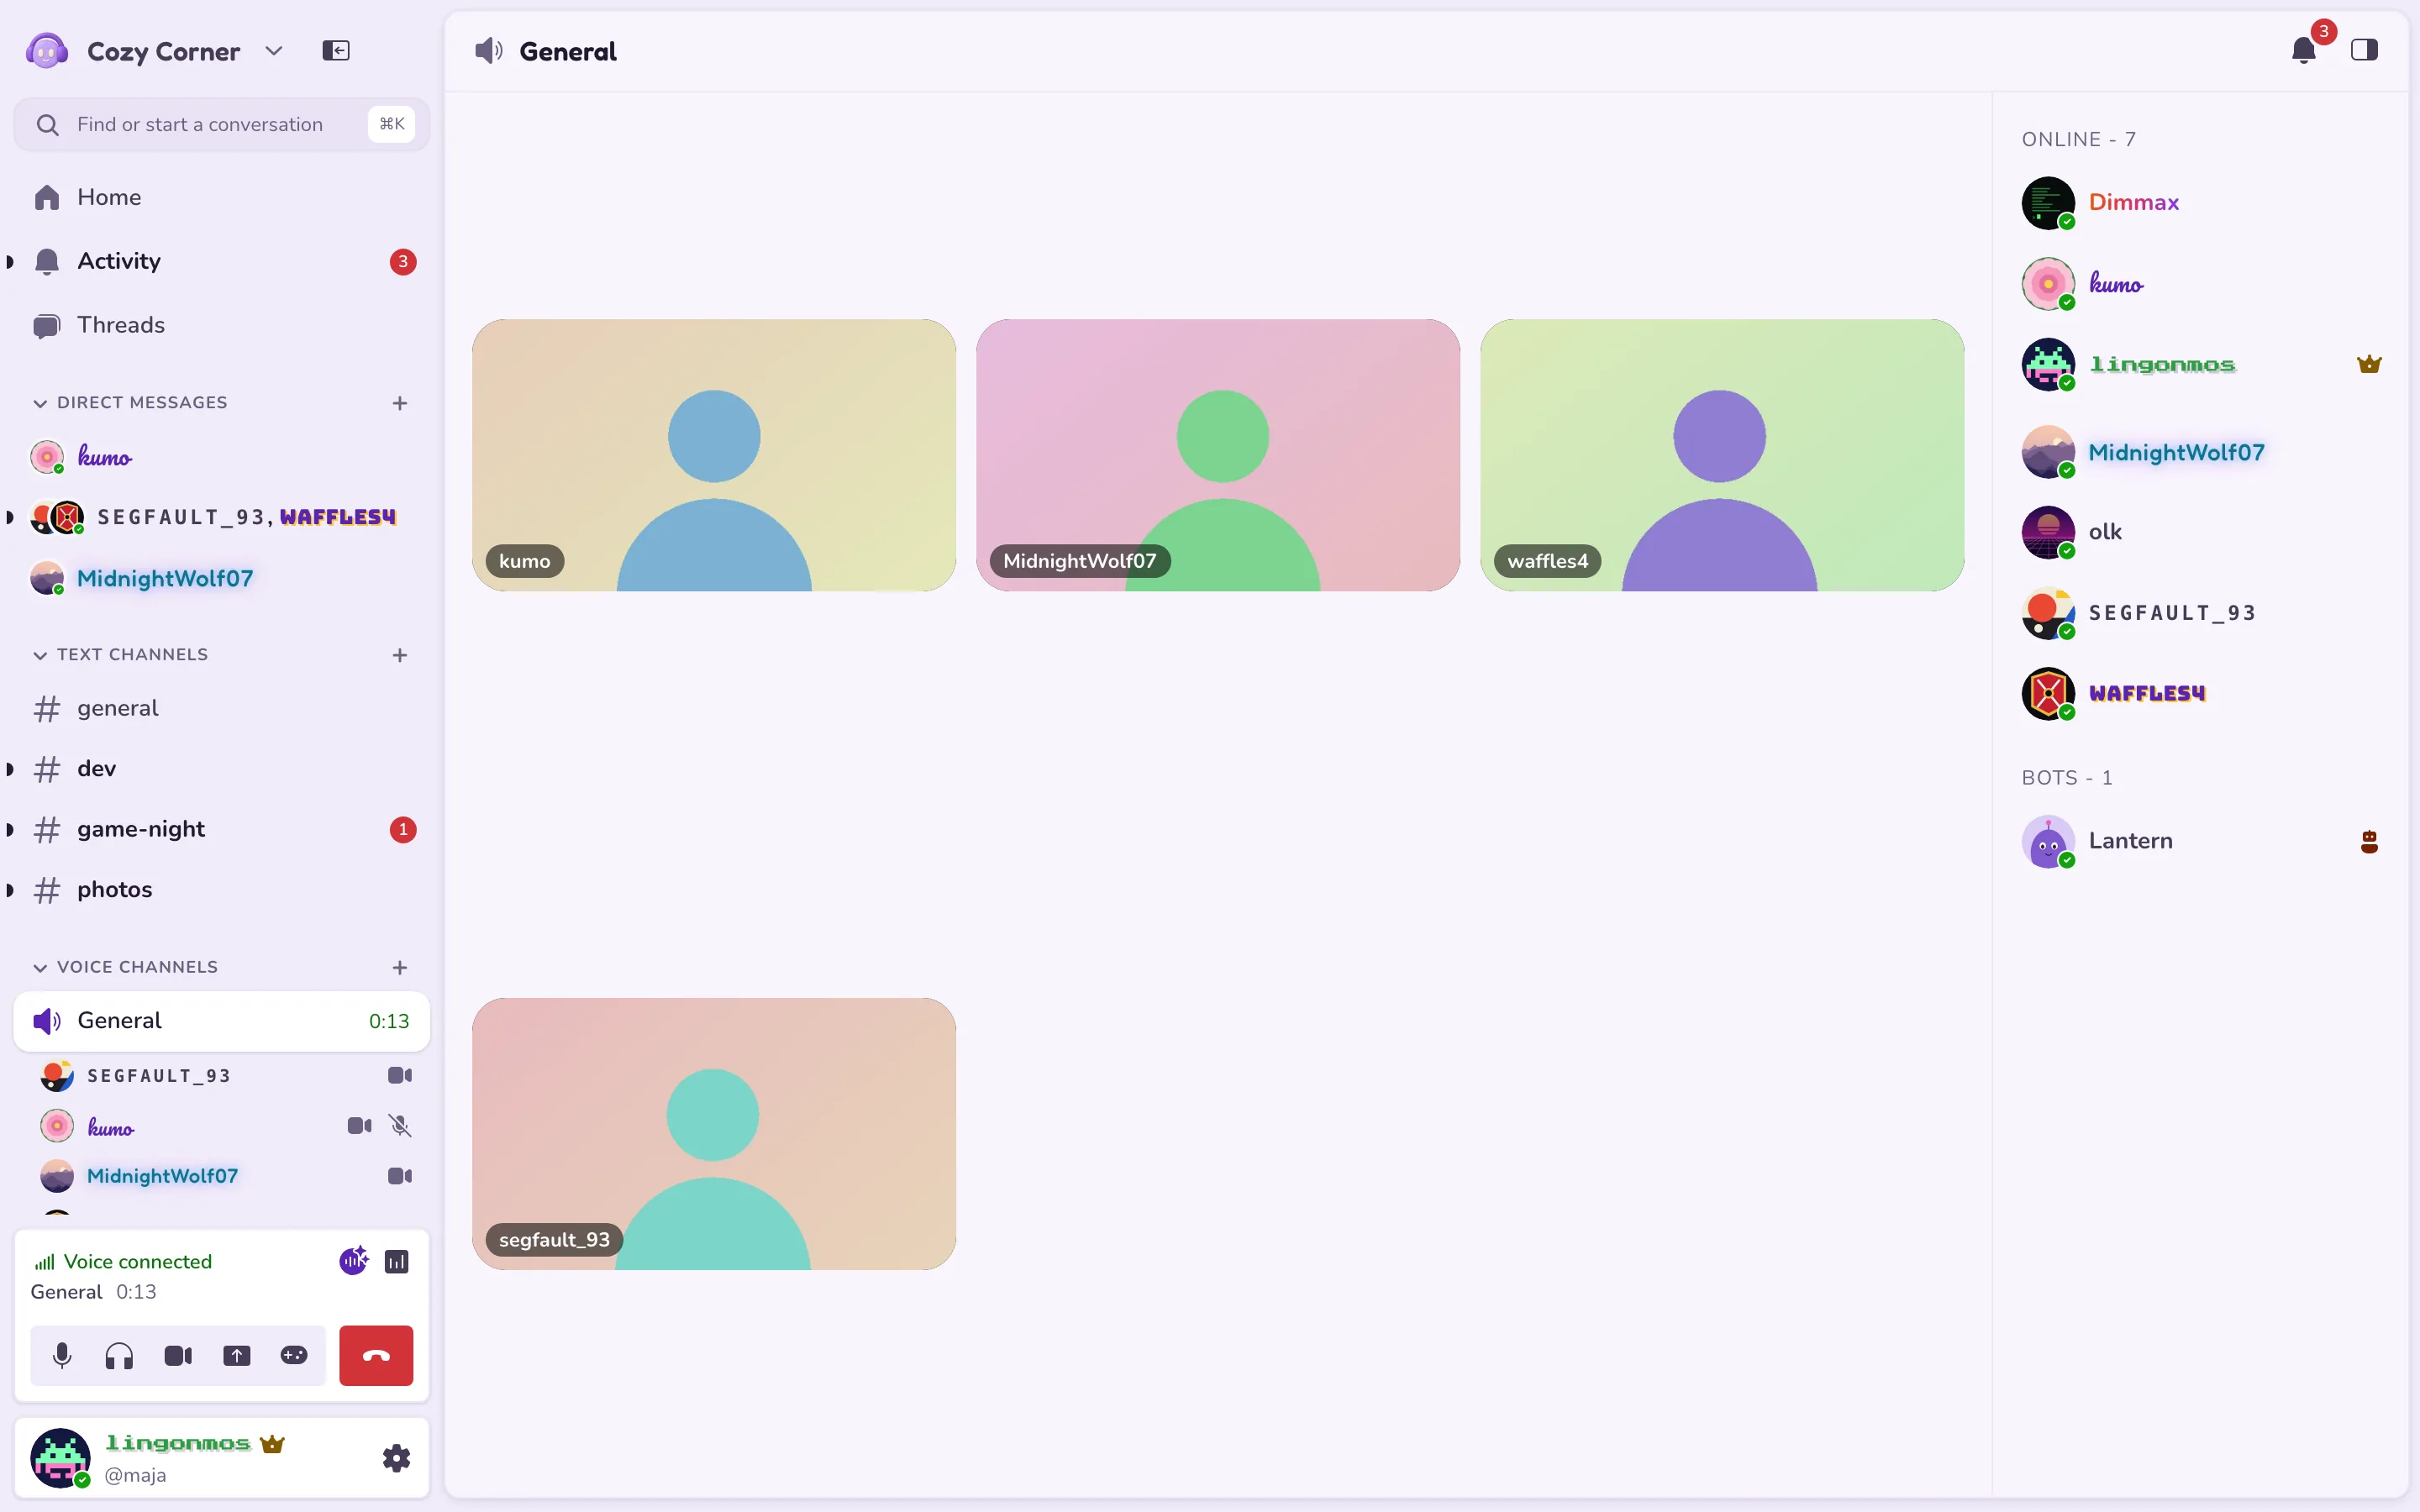 Cozy Corner
Find or start a conversation ⌘K
Home
Activity 3
Threads
DIRECT MESSAGES
kumo
SEGFAULT_93, WAFFLES4
MidnightWolf07
TEXT CHANNELS
general
dev
game-night 1
photos
VOICE CHANNELS
General 0:13
SEGFAULT_93
kumo
MidnightWolf07
Voice connected
General 0:13
lingonmos
@maja
General
3
kumo
MidnightWolf07
waffles4
segfault_93
ONLINE - 7
Dimmax
kumo
lingonmos
MidnightWolf07
olk
SEGFAULT_93
WAFFLES4
BOTS - 1
Lantern